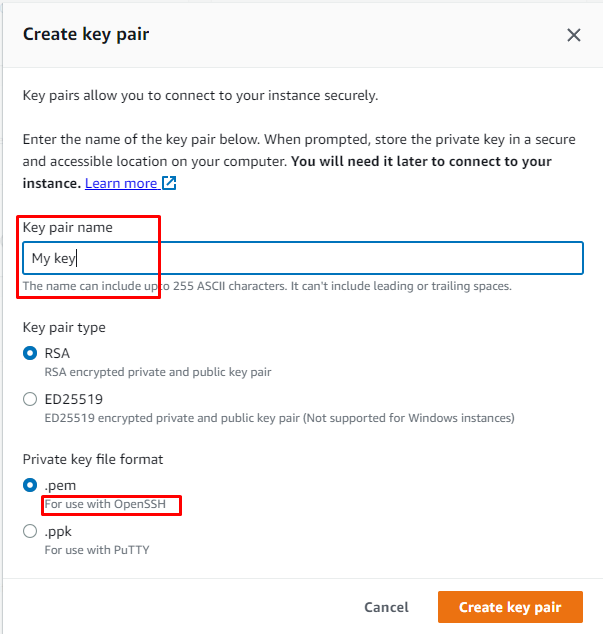 Create key pair
Key pairs allow you to connect to your instance securely.
Enter the name of the key pair below. When prompted, store the private key in a secure
and accessible location on your computer. You will need it later to connect to your
instance. Learn more
Key pair name
My key
The name can include upto 255 ASCII characters. It can't include leading or trailing spaces.
Key pair type
RSA
RSA encrypted private and public key pair
ED25519
ED25519 encrypted private and public key pair (Not supported for Windows instances)
Private key file format
.pem
For use with OpenSSH
.ppk
For use with PuTTY
Cancel
Create key pair